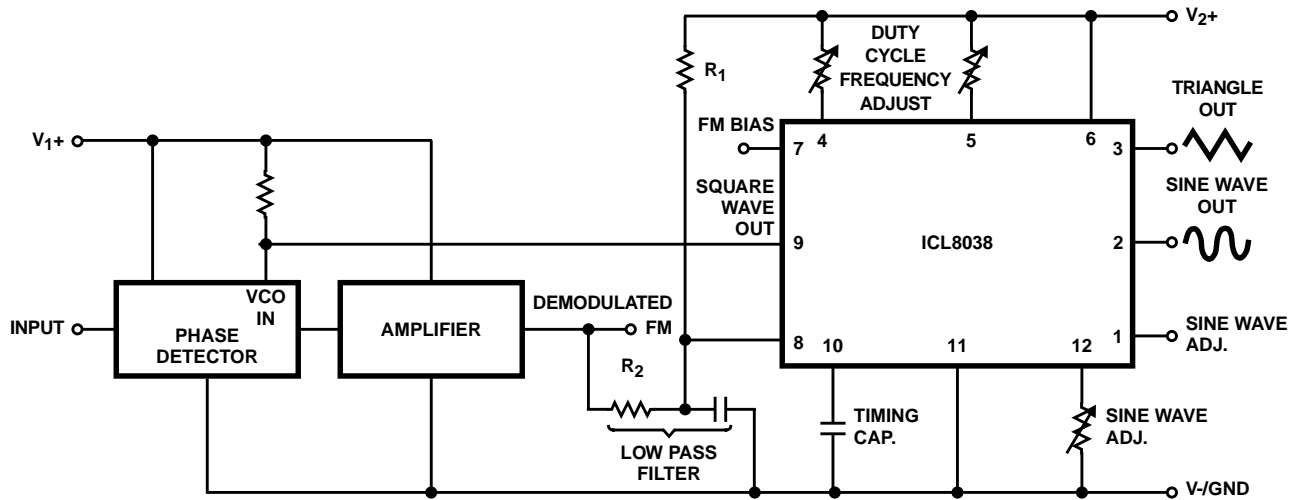 V2+
DUTY
CYCLE
FREQUENCY
ADJUST
R1
TRIANGLE
OUT
V1+
FM BIAS
7
4
5
6
3
SINE WAVE
OUT
SQUARE
WAVE
OUT
9
ICL8038
2
VCO
IN
INPUT
PHASE
DETECTOR
AMPLIFIER
DEMODULATED
FM
8
10
11
12
1
SINE WAVE
ADJ.
R2
LOW PASS
FILTER
TIMING
CAP.
SINE WAVE
ADJ.
V-/GND